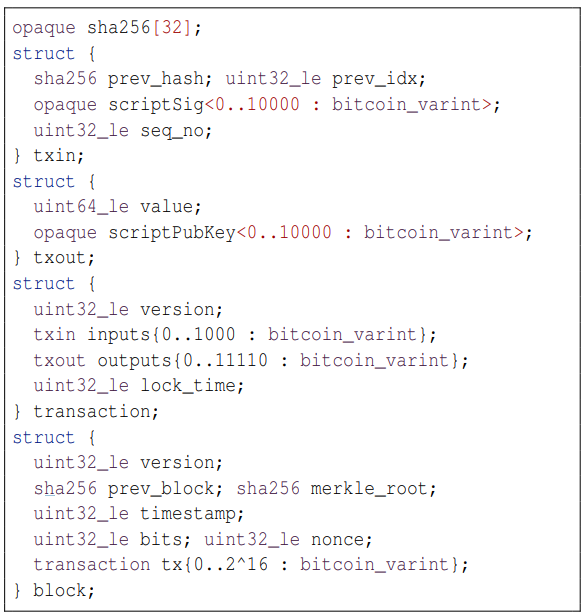 opaque sha256[32];
struct {
  sha256 prev_hash; uint32_le prev_idx;
  opaque scriptSig<0..10000 : bitcoin_varint>;
  uint32_le seq_no;
} txin;
struct {
  uint64_le value;
  opaque scriptPubKey<0..10000 : bitcoin_varint>;
} txout;
struct {
  uint32_le version;
  txin inputs{0..1000 : bitcoin_varint};
  txout outputs{0..11110 : bitcoin_varint};
  uint32_le lock_time;
} transaction;
struct {
  uint32_le version;
  sha256 prev_block; sha256 merkle_root;
  uint32_le timestamp;
  uint32_le bits; uint32_le nonce;
  transaction tx{0..2^16 : bitcoin_varint};
} block;